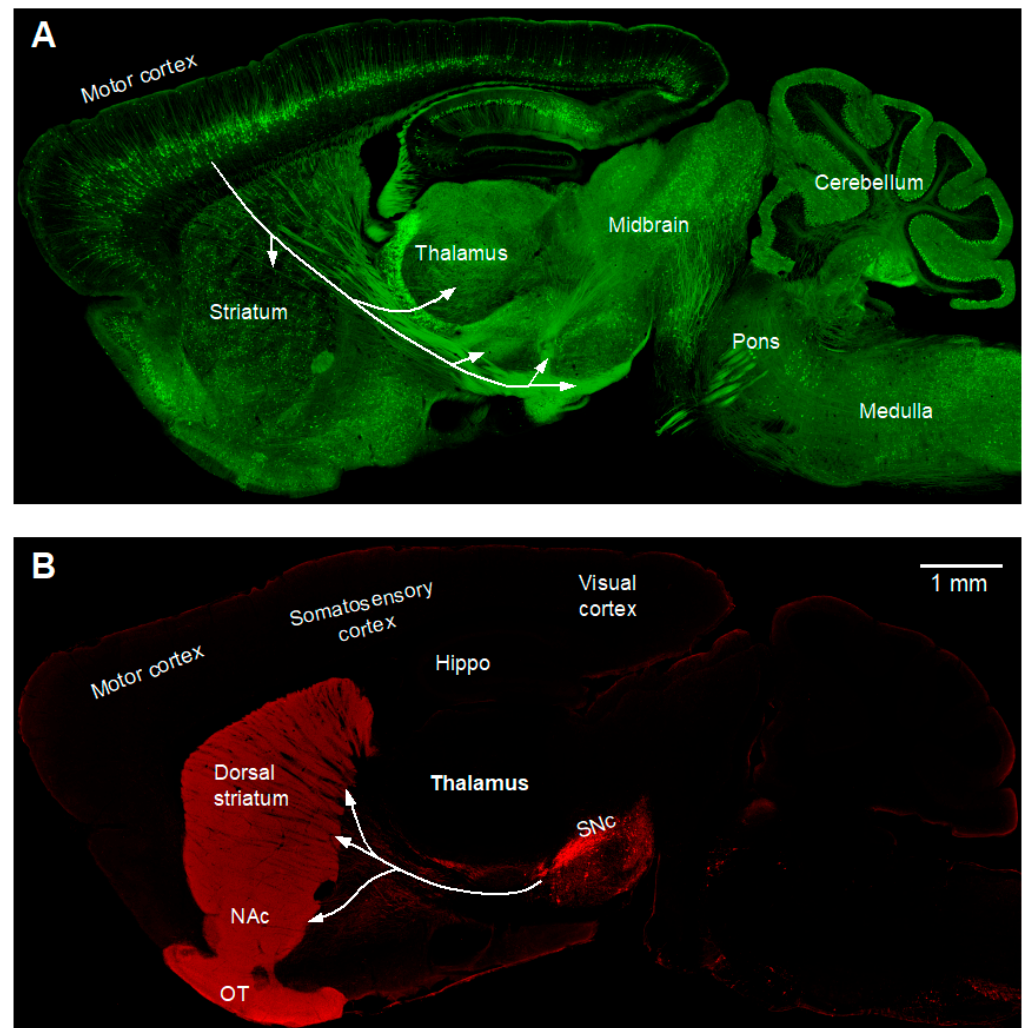 A
Motor cortex
Cerebellum
Midbrain
Thalamus
Striatum
Pons
Medulla
B
1 mm
Visual
cortex
Somatosensory
cortex
Motor cortex
Hippo
Dorsal
striatum
Thalamus
SNc
NAc
OT